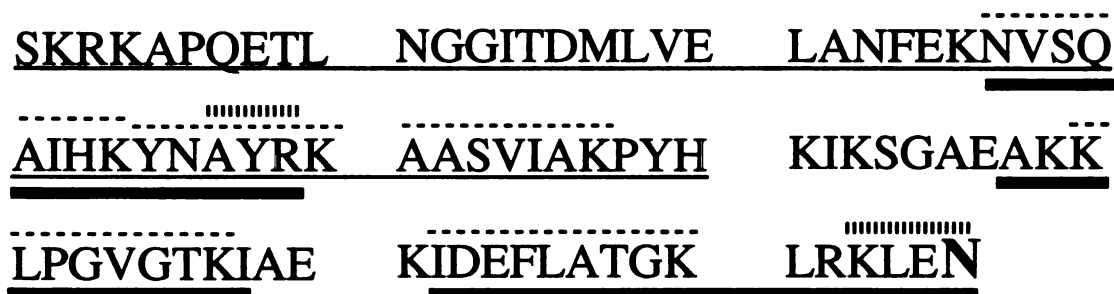 SKRKAPQETL NGGITDMLVE LANFEKNVSQ
AIHKYNAYRK AASVIAKPYH KIKSGAEAKK
LPGVGTKIAE KIDEFLATGK LRKLEN